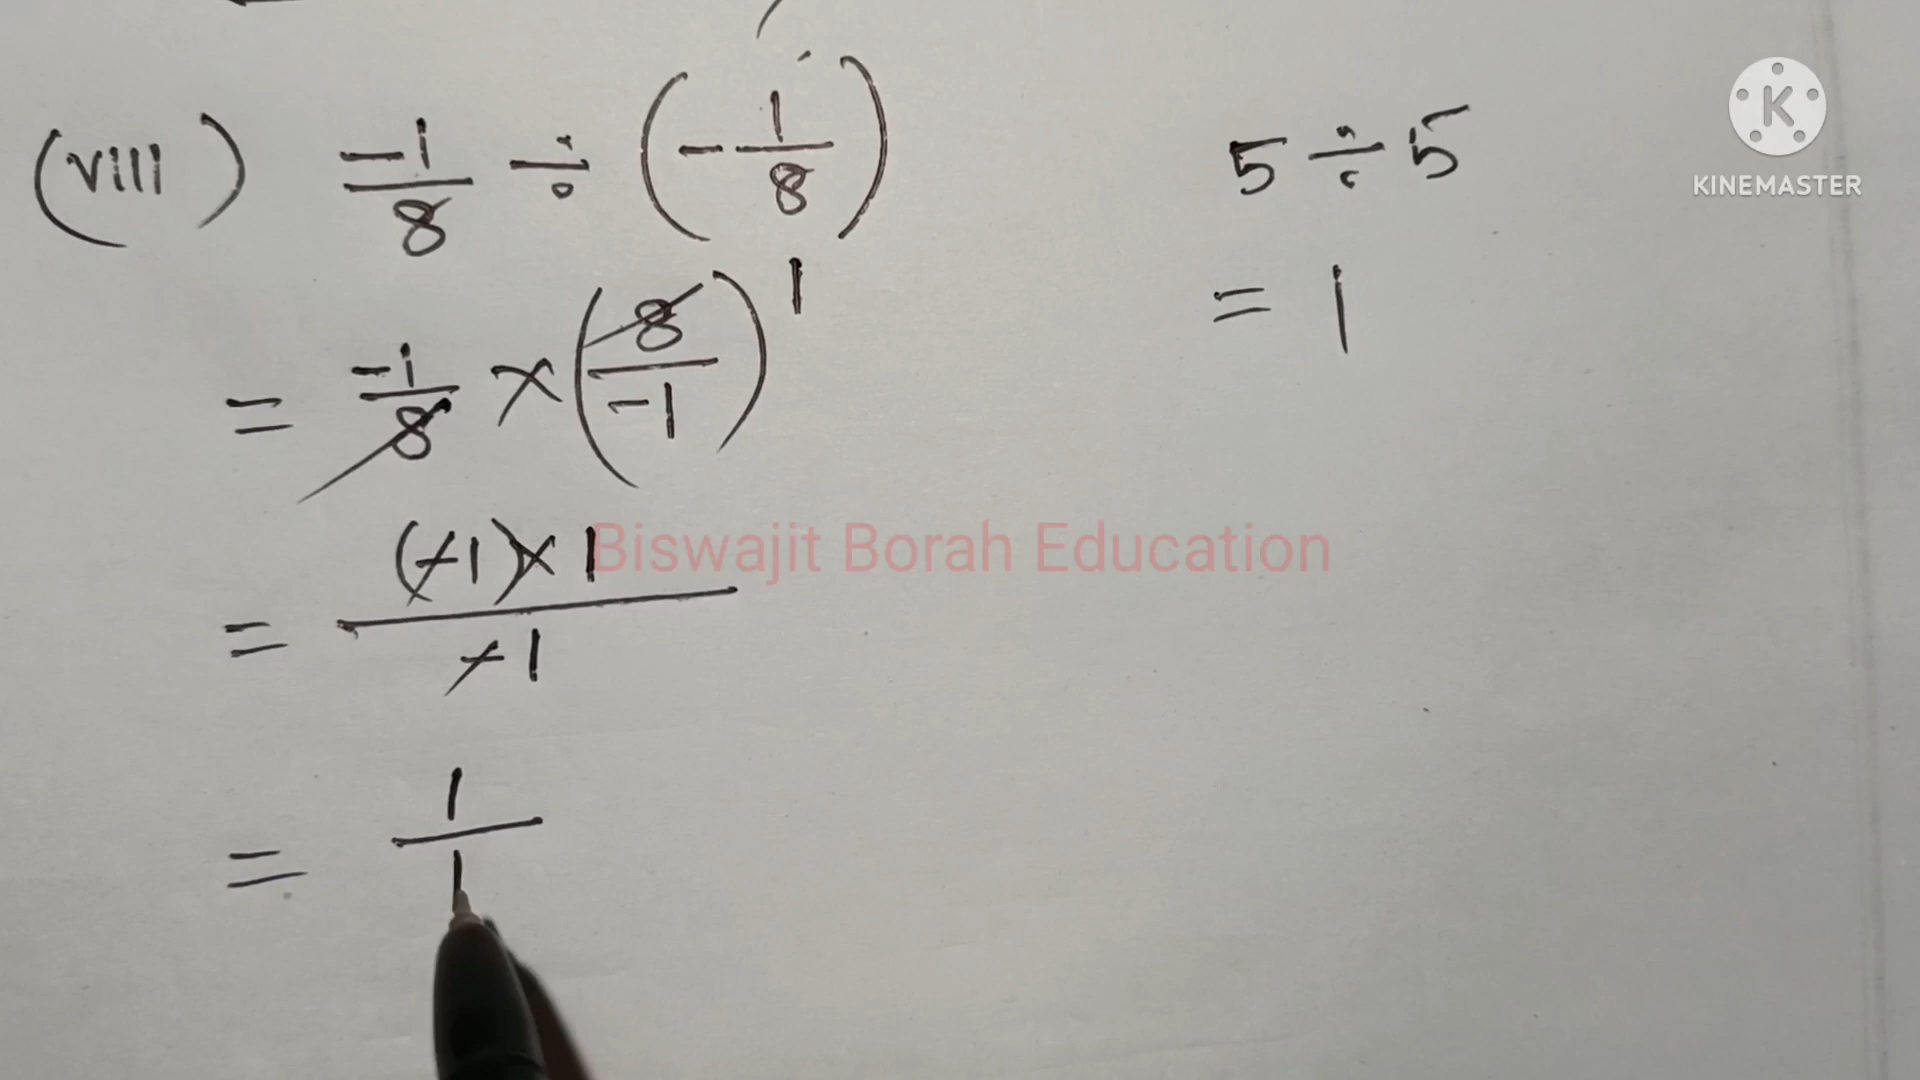 (viii) -1/8 ÷ (-1/8)
= -1/8 × (8/-1) 1
= (-1) × 1 / -1
= 1/1
5 ÷ 5
= 1
KINEMASTER
Biswajit Borah Education